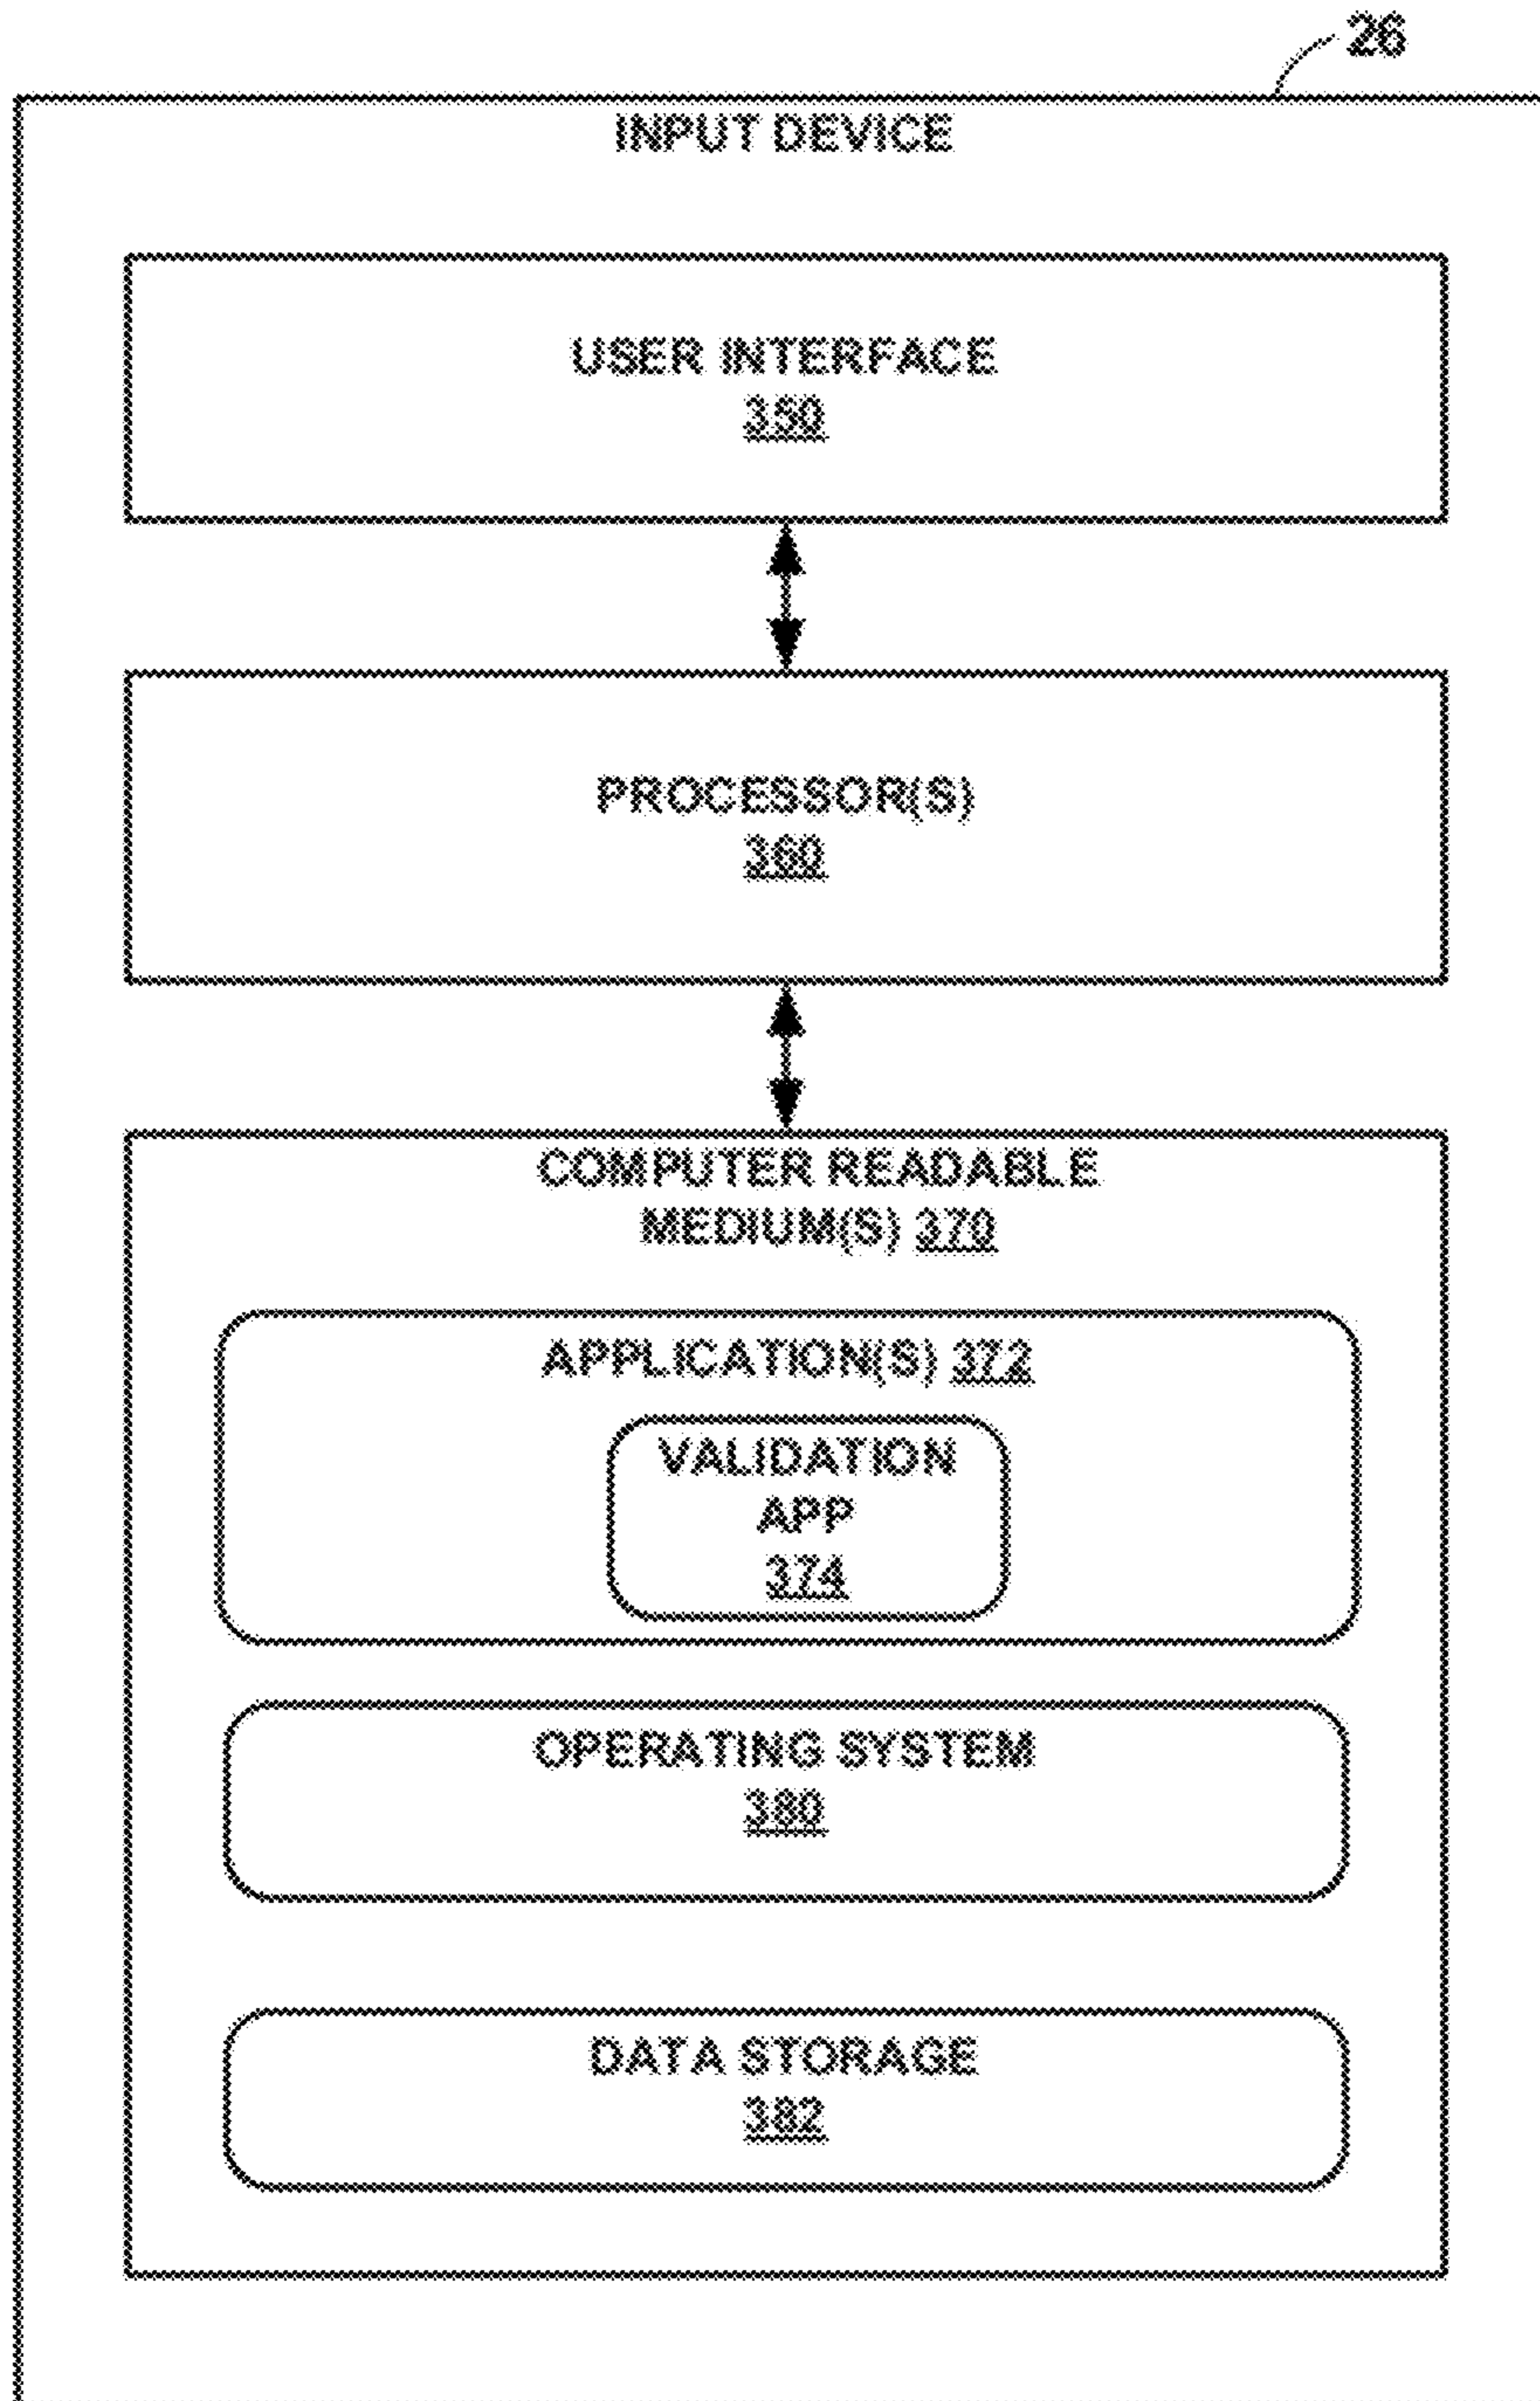 26
INPUT DEVICE
USER INTERFACE
350
PROCESSOR(S)
360
COMPUTER READABLE
MEDIUM(S) 370
APPLICATION(S) 372
VALIDATION
APP
374
OPERATING SYSTEM
380
DATA STORAGE
382